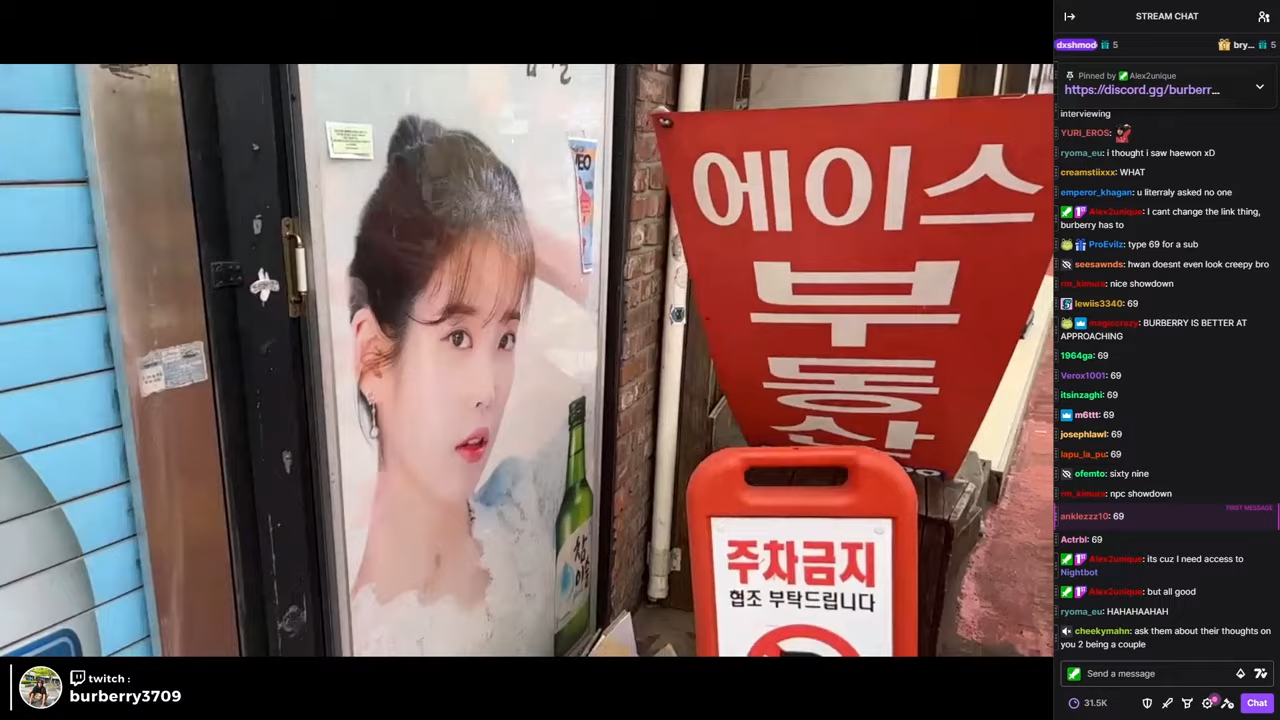 에이스
부
동
산
주차금지
협조 부탁드립니다
twitch :
burberry3709
STREAM CHAT
dxshmod 5
bry... 5
Pinned by Alex2unique
https://discord.gg/burberr...
interviewing
YURI_EROS:
ryoma_eu: i thought i saw haewon xD
creamstiixxx: WHAT
emperor_khagan: u literraly asked no one
Alex2unique: I cant change the link thing,
burberry has to
ProEvilz: type 69 for a sub
seesawnds: hwan doesnt even look creepy bro
rm_kimura: nice showdown
lewiis3340: 69
magiccrazy: BURBERRY IS BETTER AT
APPROACHING
1964ga: 69
Verox1001: 69
itsinzaghi: 69
m6ttt: 69
josephlawl: 69
lapu_la_pu: 69
ofemto: sixty nine
rm_kimura: npc showdown
FIRST MESSAGE
anklezzz10: 69
Actrbl: 69
Alex2unique: its cuz I need access to
Nightbot
Alex2unique: but all good
ryoma_eu: HAHAHAAHAH
cheekymahn: ask them about their thoughts on
you 2 being a couple
Send a message
31.5K
Chat